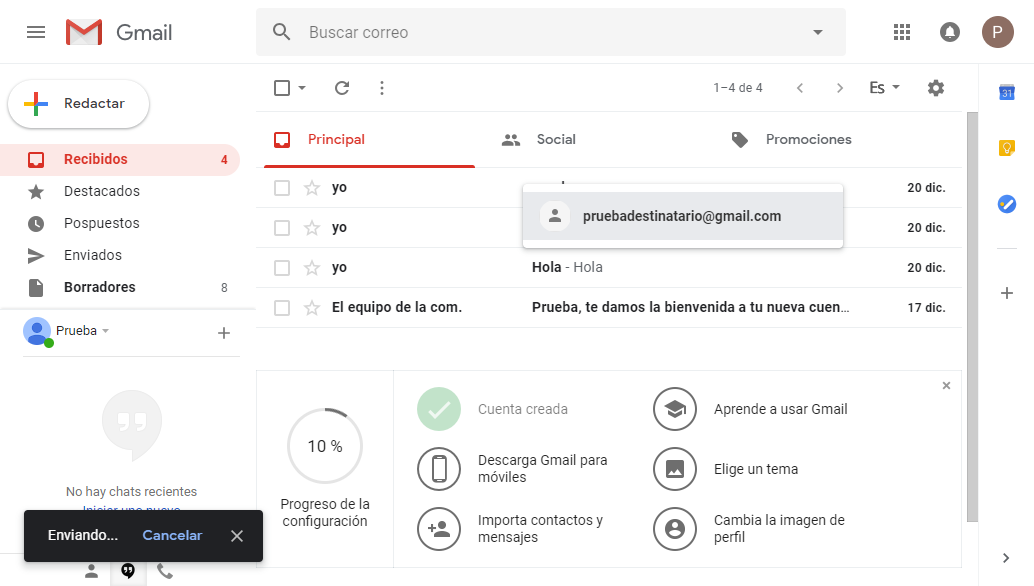 Gmail
Buscar correo
P
Redactar
1–4 de 4
Es
31
Principal
Social
Promociones
Recibidos 4
Destacados
Pospuestos
Enviados
Borradores 8
yo 20 dic.
pruebadestinatario@gmail.com
yo 20 dic.
yo Hola - Hola 20 dic.
El equipo de la com. Prueba, te damos la bienvenida a tu nueva cuen... 17 dic.
Prueba
No hay chats recientes
10 %
Progreso de la
configuración
Cuenta creada
Aprende a usar Gmail
Descarga Gmail para
móviles
Elige un tema
Importa contactos y
mensajes
Cambia la imagen de
perfil
Enviando... Cancelar